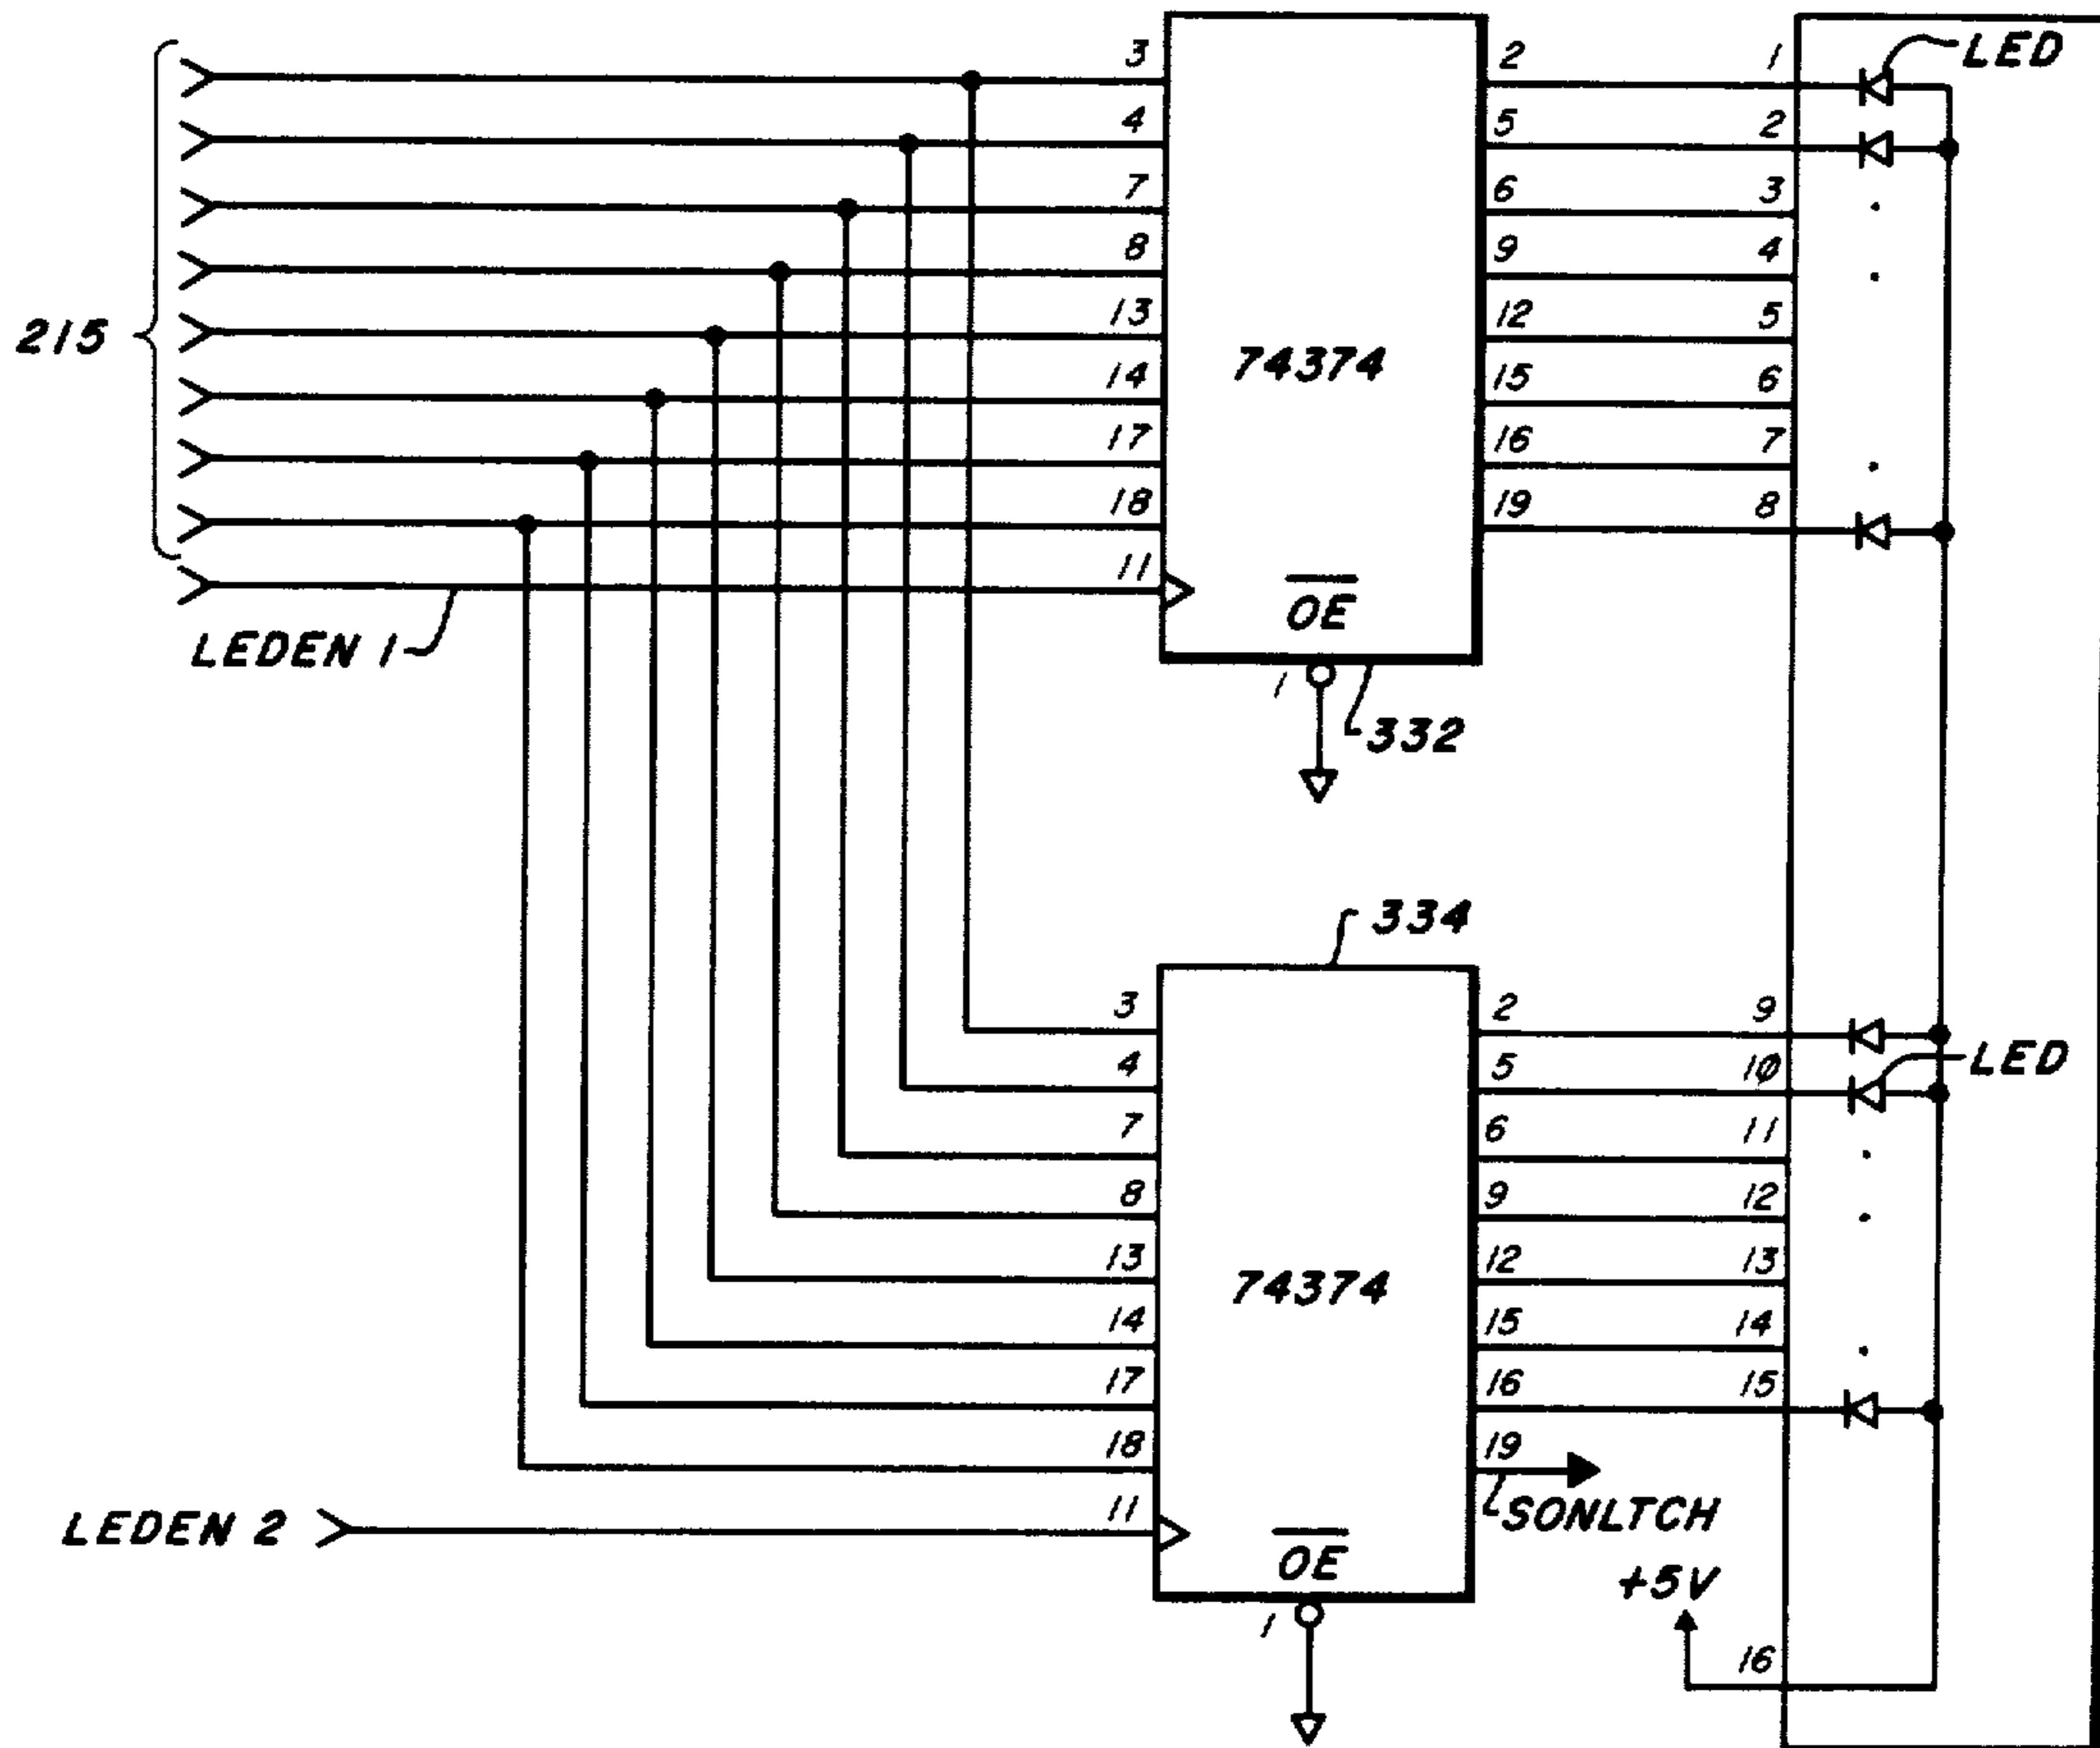 3 2 1 LED
4 5 2
7 6 3
8 9 4
13 12 5
215 74374
14 15 6
17 16 7
18 19 8
11 OE
LEDEN 1
1 332
334
3 2 9
4 5 10 LED
7 6 11
8 9 12
13 74374 12 13
14 15 14
17 16 15
18 19
LEDEN 2 11 OE SONLTCH
+5V
1 16